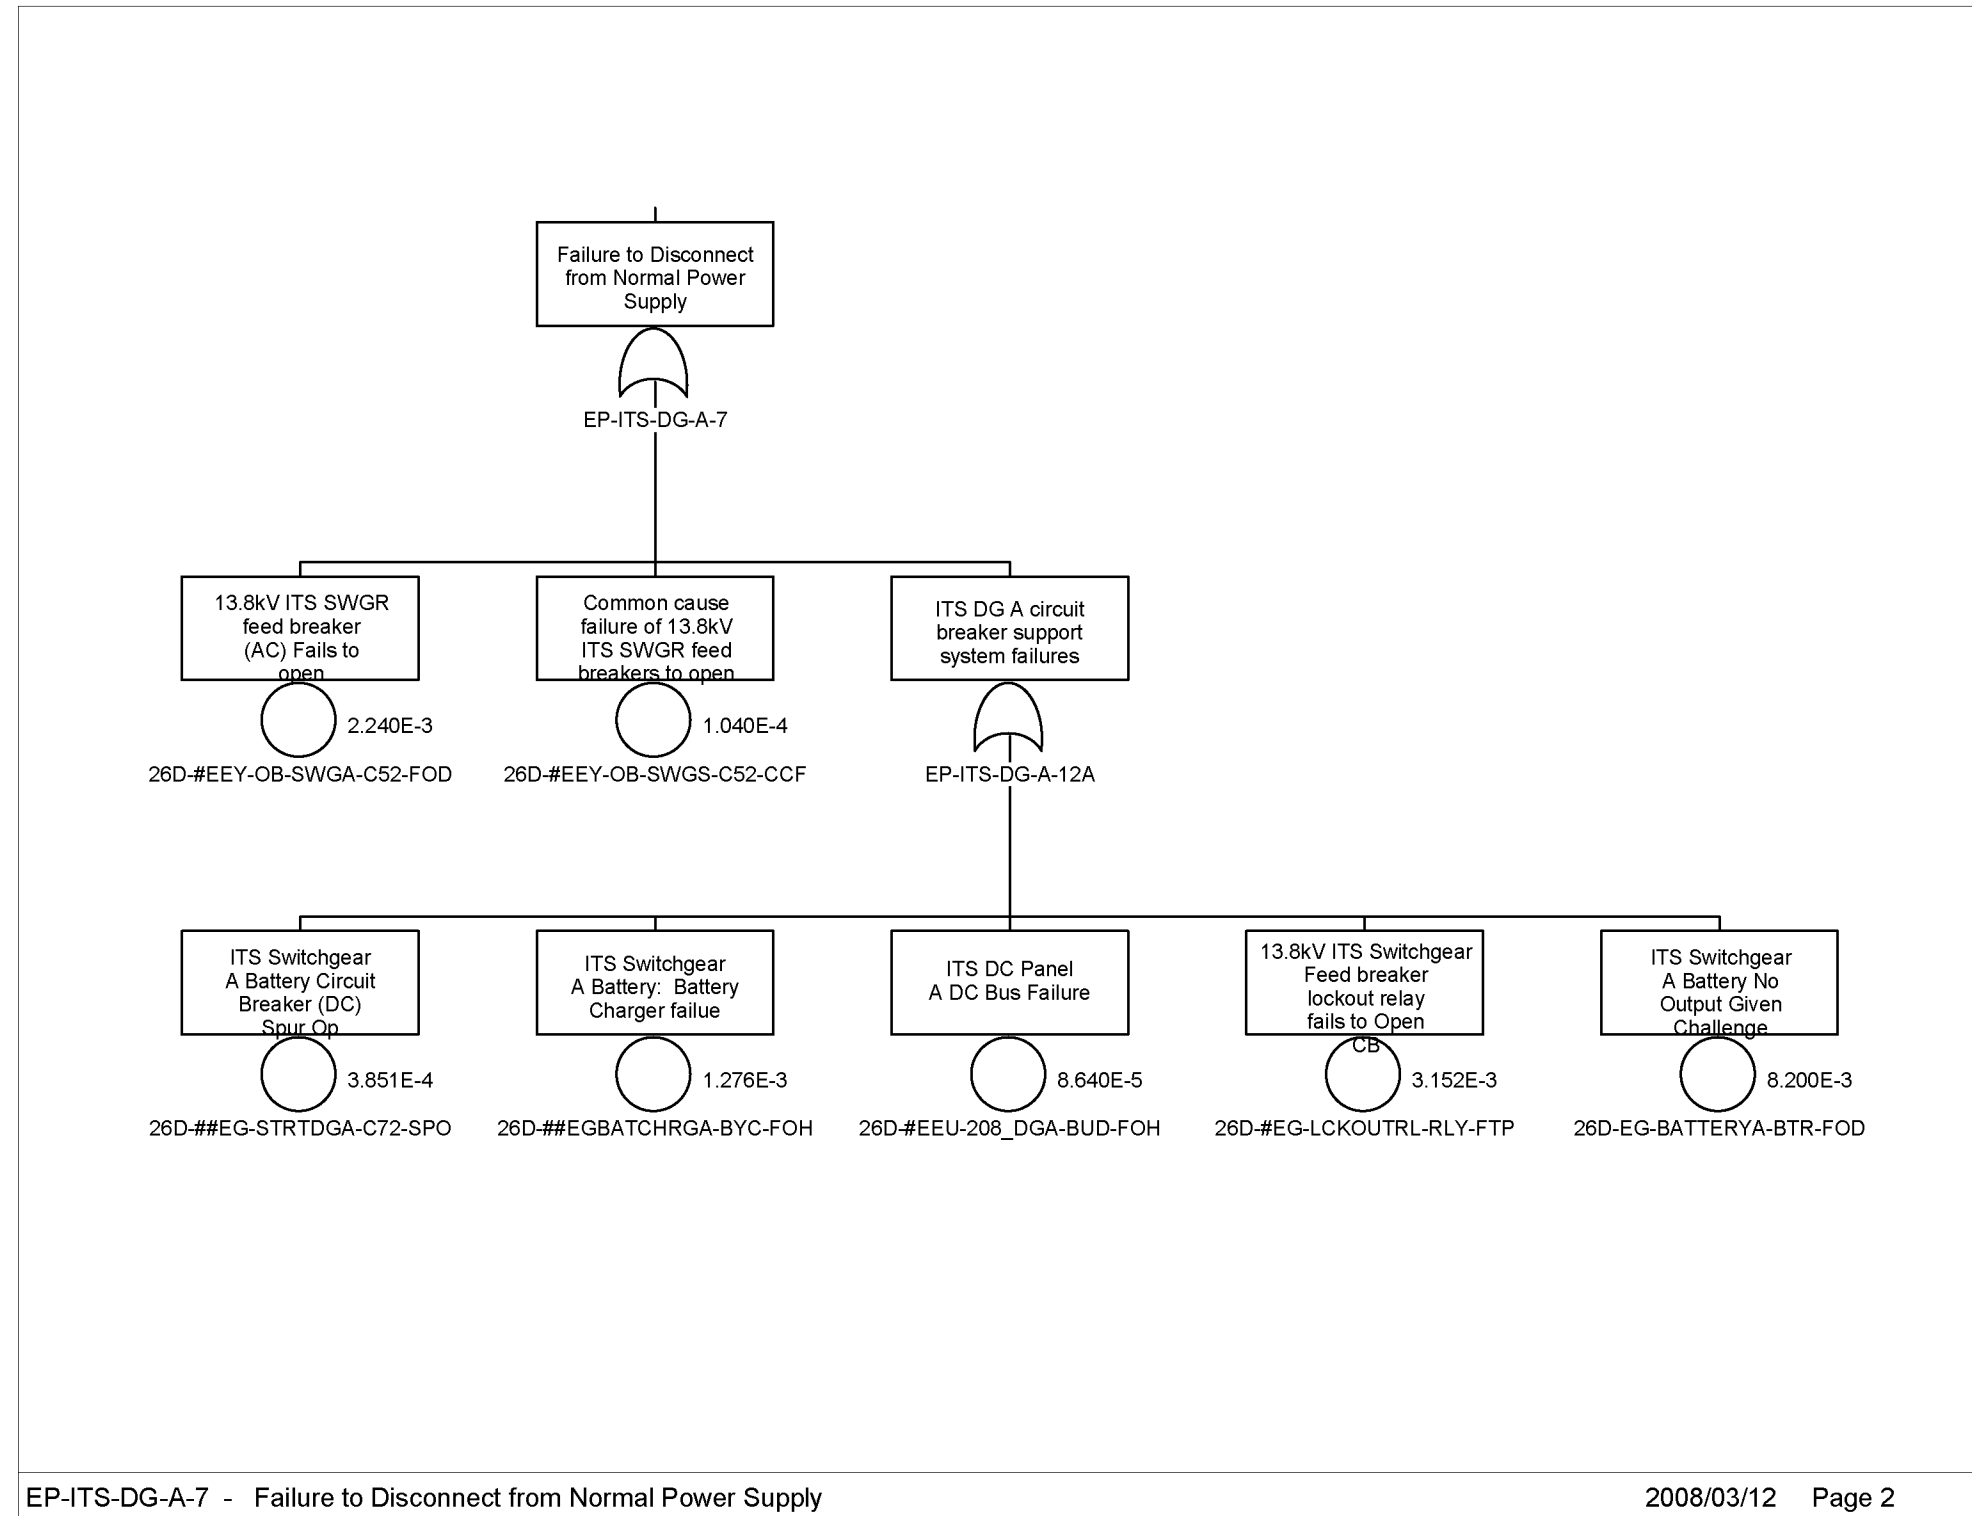 Failure to Disconnect
from Normal Power
Supply
EP-ITS-DG-A-7
13.8kV ITS SWGR
feed breaker
(AC) Fails to
open
2.240E-3
26D-#EEY-OB-SWGA-C52-FOD
Common cause
failure of 13.8kV
ITS SWGR feed
breakers to open
1.040E-4
26D-#EEY-OB-SWGS-C52-CCF
ITS DG A circuit
breaker support
system failures
EP-ITS-DG-A-12A
ITS Switchgear
A Battery Circuit
Breaker (DC)
Spur Op
3.851E-4
26D-##EG-STRTDGA-C72-SPO
ITS Switchgear
A Battery:  Battery
Charger failue
1.276E-3
26D-##EGBATCHRGA-BYC-FOH
ITS DC Panel
A DC Bus Failure
8.640E-5
26D-#EEU-208_DGA-BUD-FOH
13.8kV ITS Switchgear
Feed breaker
lockout relay
fails to Open
CB
3.152E-3
26D-#EG-LCKOUTRL-RLY-FTP
ITS Switchgear
A Battery No
Output Given
Challenge
8.200E-3
26D-EG-BATTERYA-BTR-FOD
EP-ITS-DG-A-7  -   Failure to Disconnect from Normal Power Supply
2008/03/12     Page 2